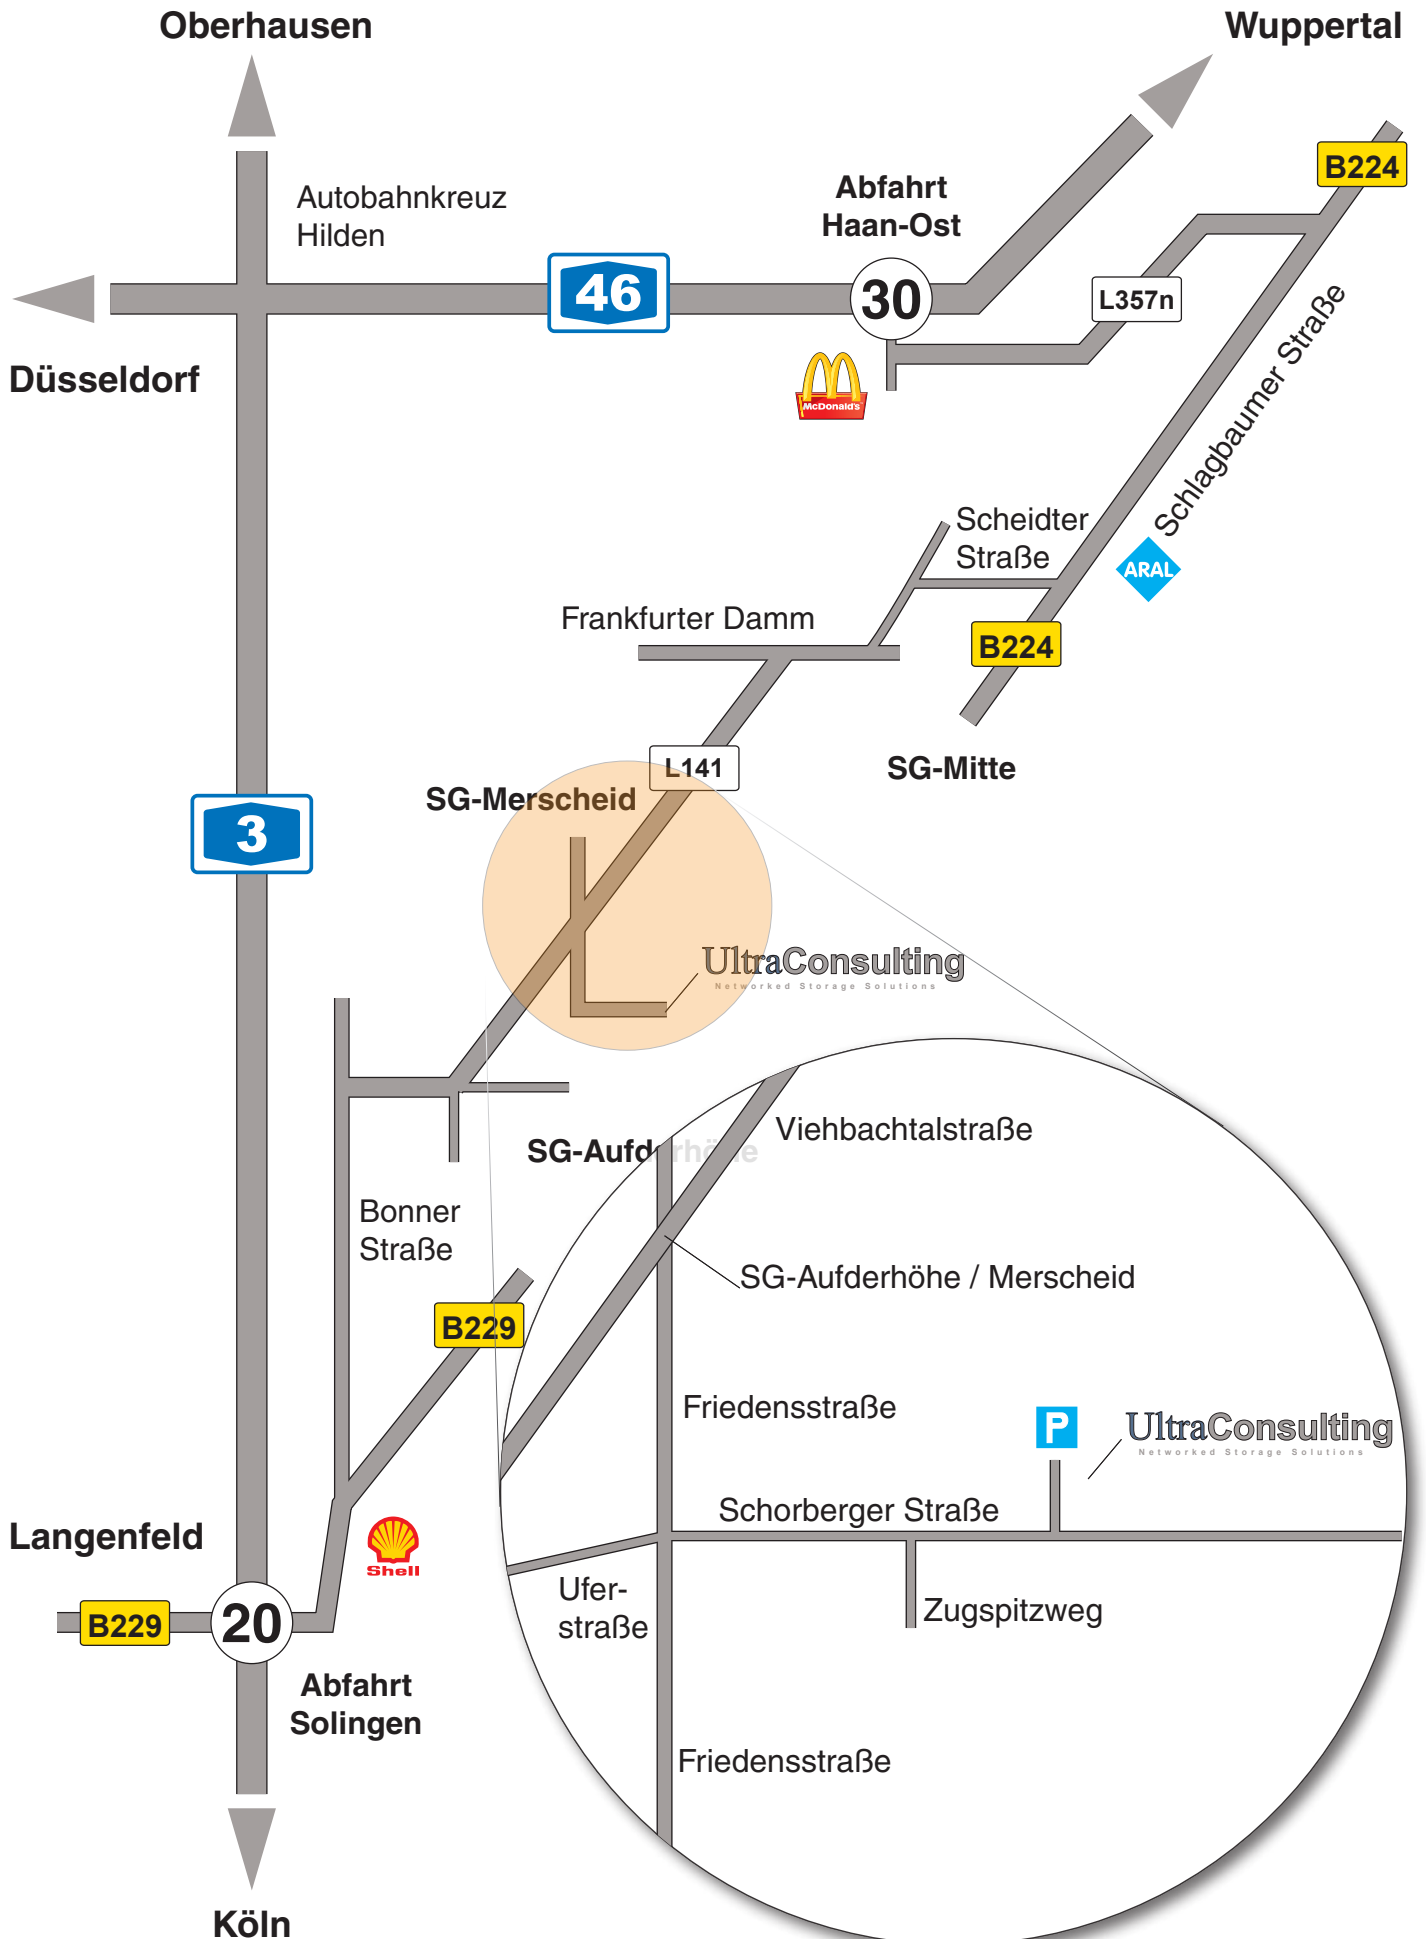 Oberhausen
Wuppertal
B224
Autobahnkreuz
Hilden
Abfahrt
Haan-Ost
46
30
L357n
Düsseldorf
McDonald's
Schlagbaumer Straße
Scheidter
Straße
ARAL
Frankfurter Damm
B224
L141
SG-Mitte
SG-Merscheid
3
UltraConsulting
Networked Storage Solutions
Viehbachtalstraße
SG-Aufderhöhe
Bonner
Straße
SG-Aufderhöhe / Merscheid
B229
Friedensstraße
P
UltraConsulting
Networked Storage Solutions
Schorberger Straße
Langenfeld
Shell
Ufer-
straße
Zugspitzweg
B229
20
Abfahrt
Solingen
Friedensstraße
Köln